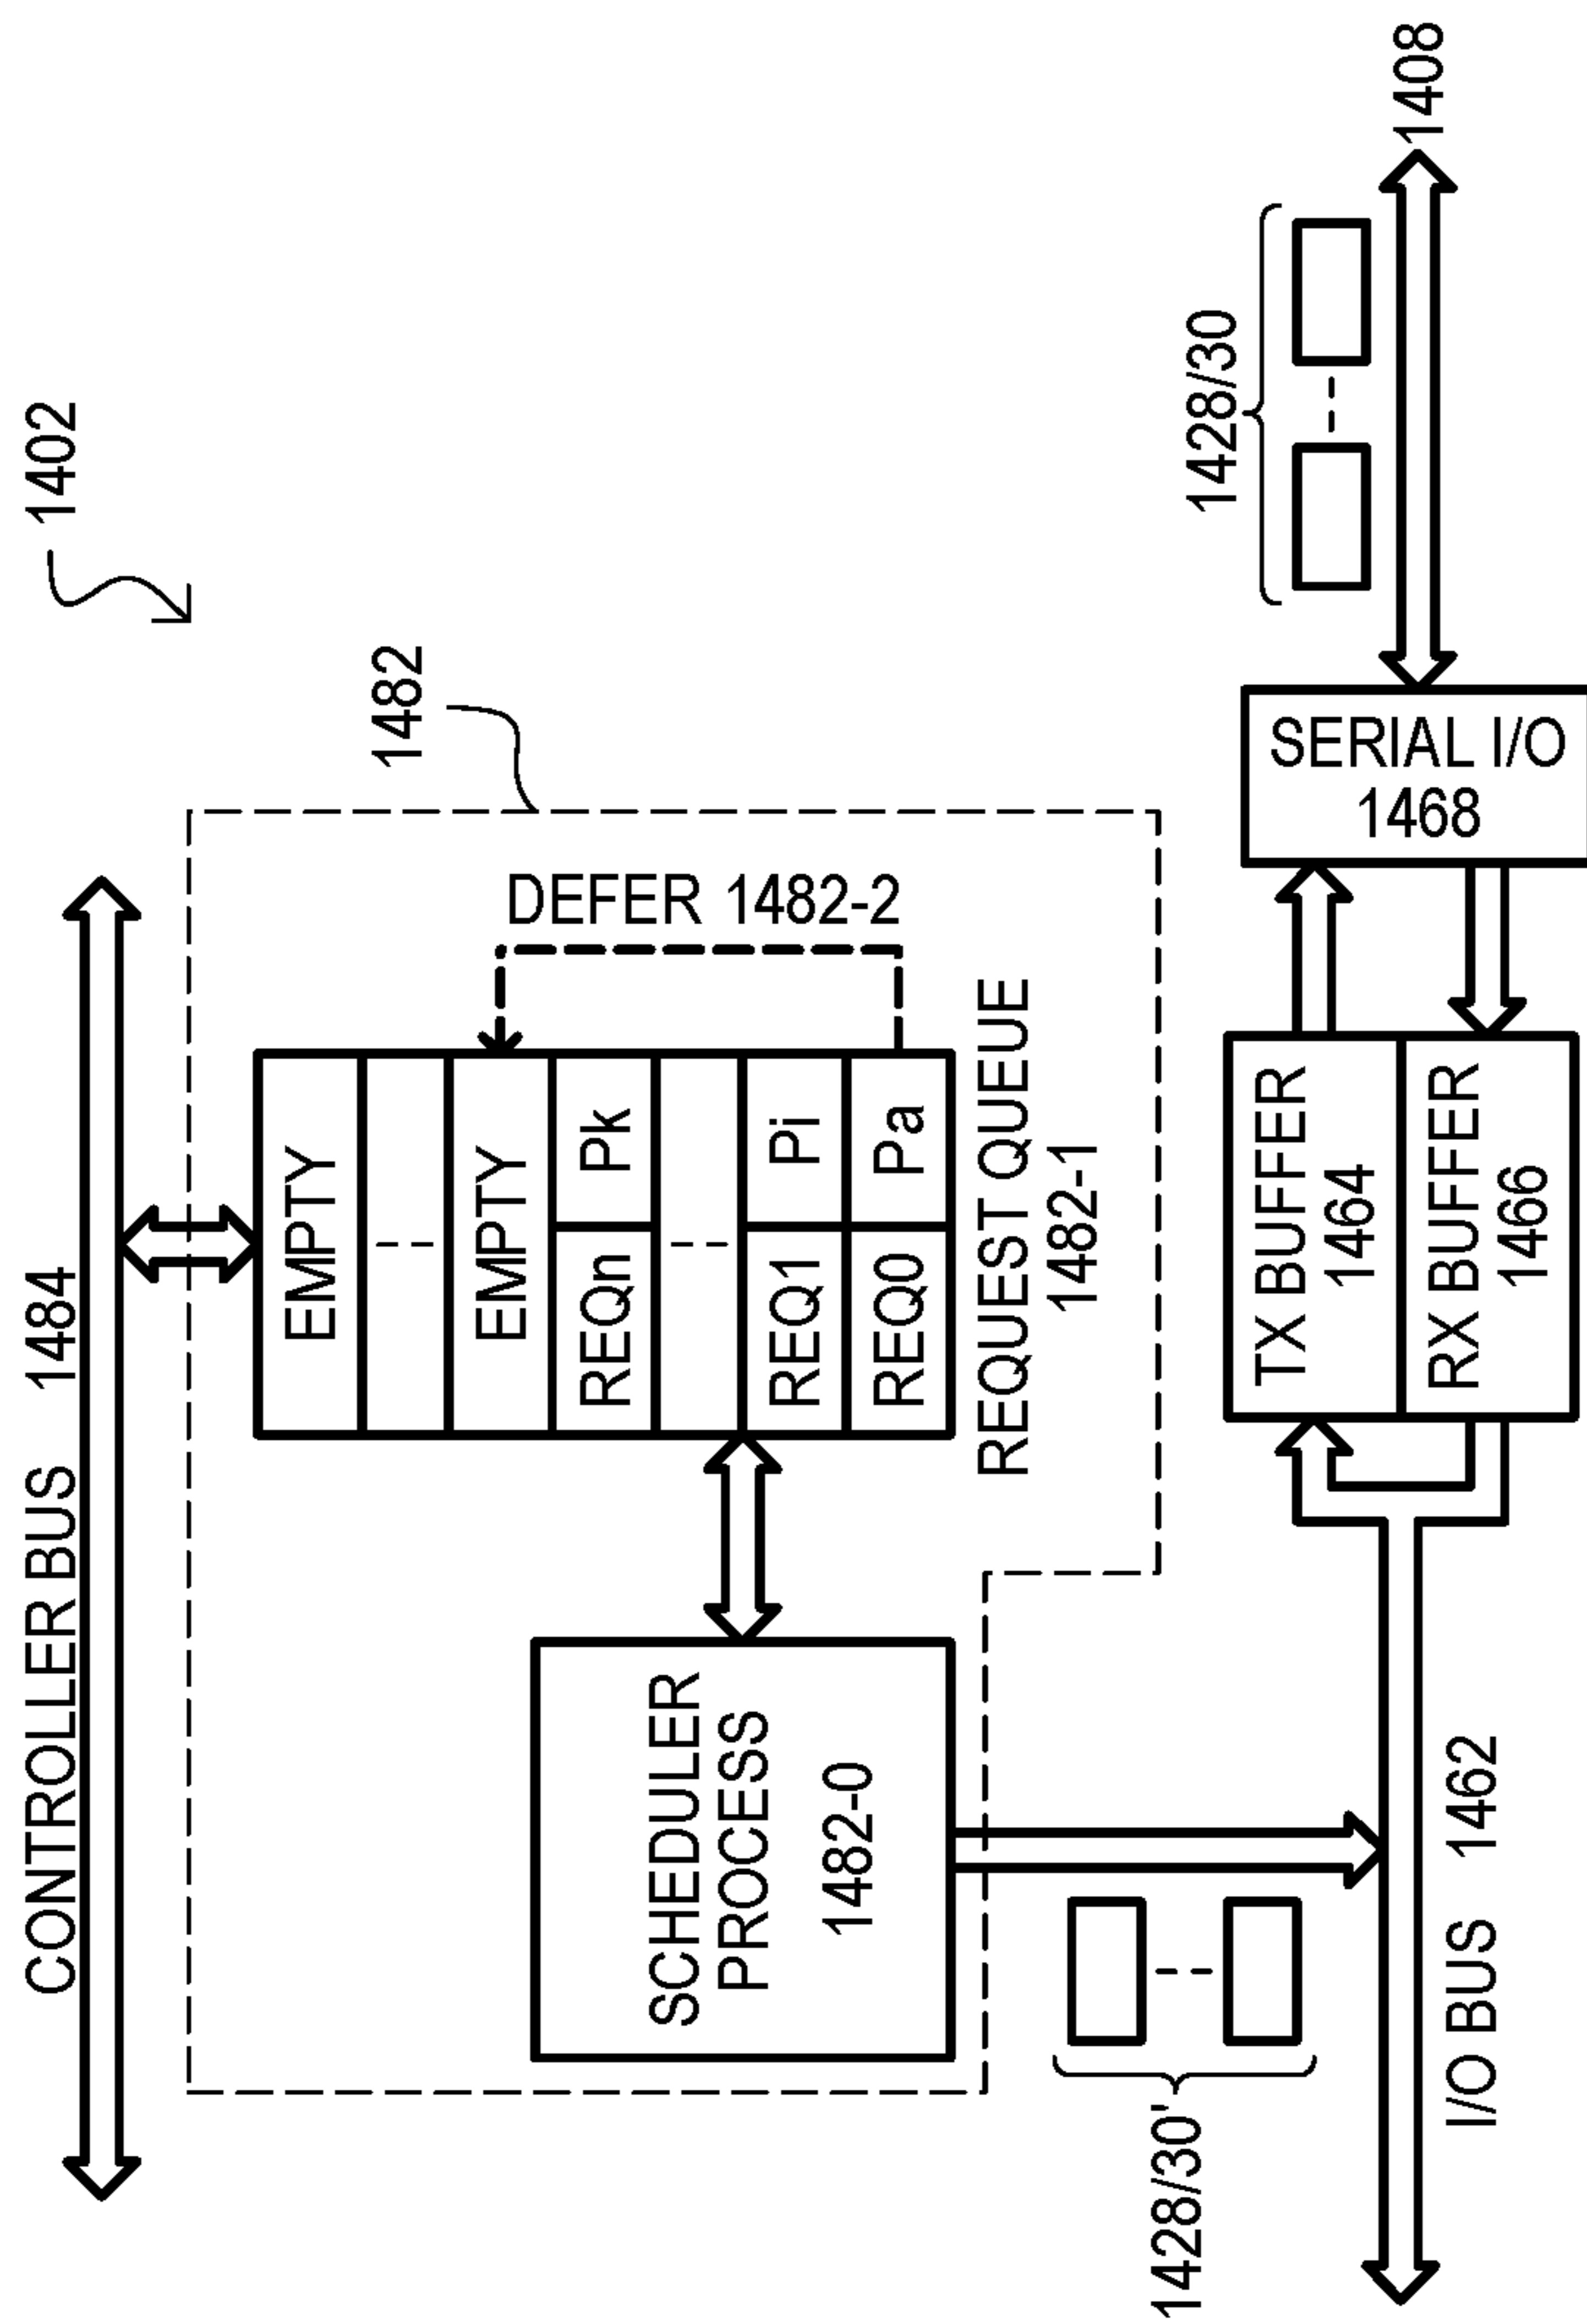 1402
CONTROLLER BUS 1484
1482
EMPTY
EMPTY
REQn Pk
REQ1 Pi
REQ0 Pa
DEFER 1482-2
REQUEST QUEUE
1482-1
SCHEDULER
PROCESS
1482-0
1428/30'
I/O BUS 1462
TX BUFFER
1464
RX BUFFER
1466
SERIAL I/O
1468
1428/30
1408